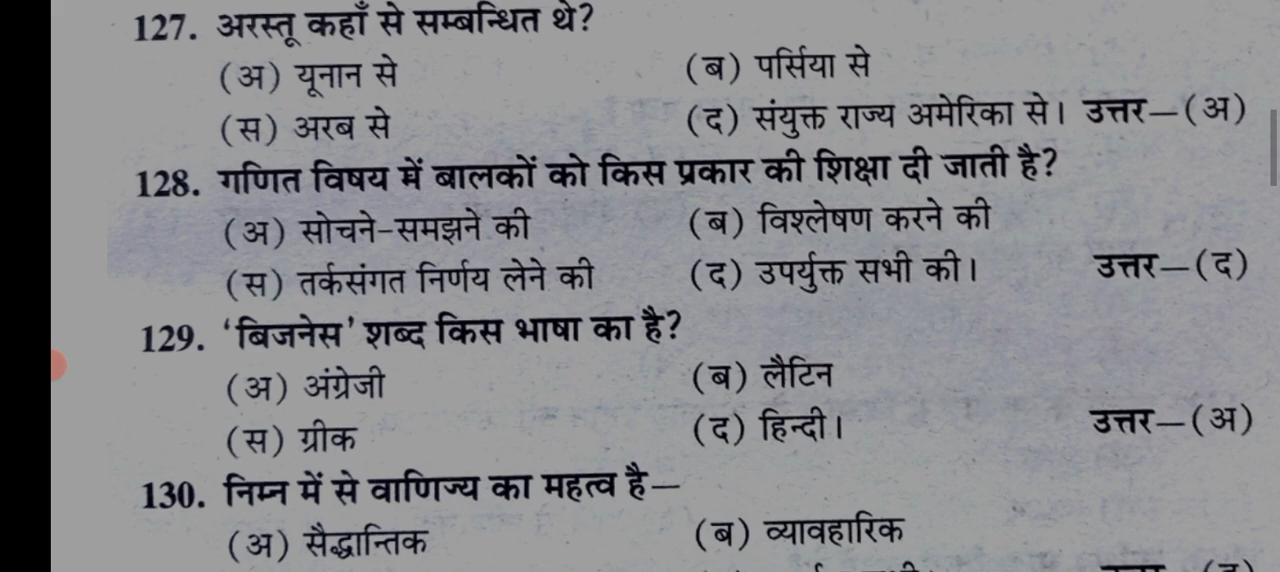 127. अरस्तू कहाँ से सम्बन्धित थे?
(अ) यूनान से (ब) पर्सिया से
(स) अरब से (द) संयुक्त राज्य अमेरिका से। उत्तर—(अ)
128. गणित विषय में बालकों को किस प्रकार की शिक्षा दी जाती है?
(अ) सोचने-समझने की (ब) विश्लेषण करने की
(स) तर्कसंगत निर्णय लेने की (द) उपर्युक्त सभी की। उत्तर—(द)
129. 'बिजनेस' शब्द किस भाषा का है?
(अ) अंग्रेजी (ब) लैटिन
(स) ग्रीक (द) हिन्दी। उत्तर—(अ)
130. निम्न में से वाणिज्य का महत्व है—
(अ) सैद्धान्तिक (ब) व्यावहारिक